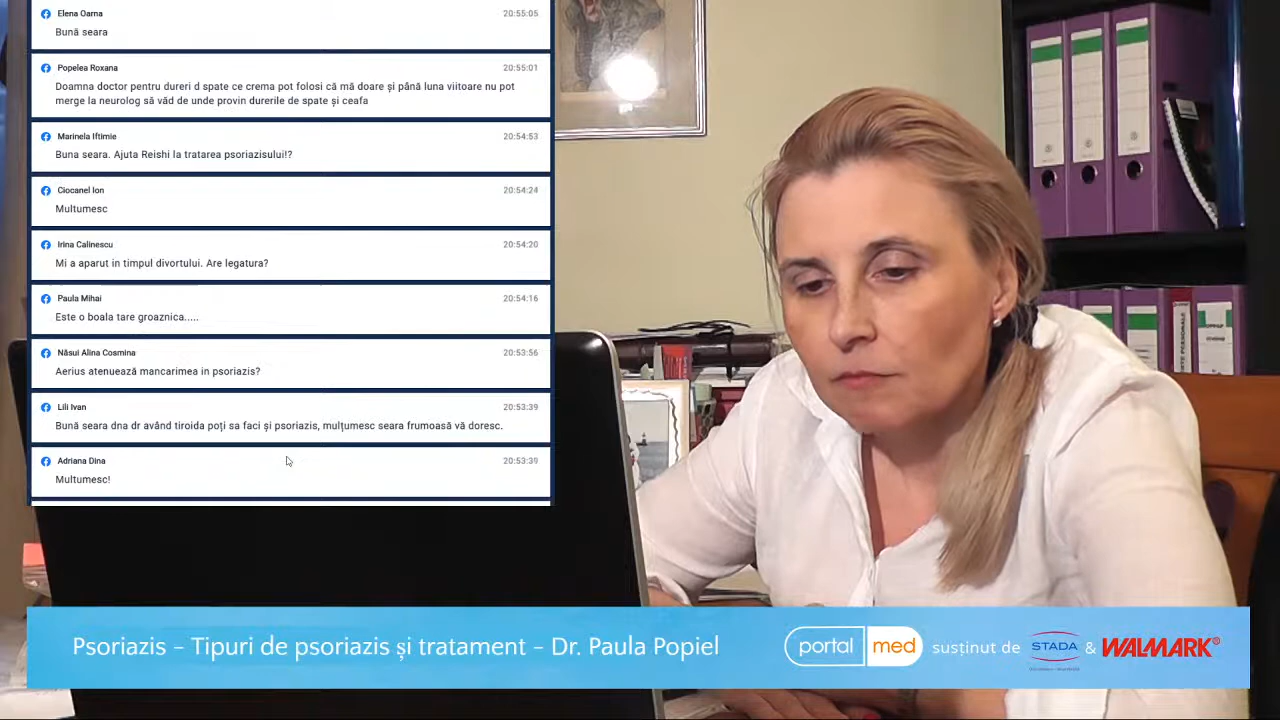 Elena Oarna 20:55:05
Bună seara
Popelea Roxana 20:55:01
Doamna doctor pentru dureri d spate ce crema pot folosi că mă doare și până luna viitoare nu pot
merge la neurolog să văd de unde provin durerile de spate și ceafa
Marinela Iftimie 20:54:53
Buna seara. Ajuta Reishi la tratarea psoriazisului!?
Ciocanel Ion 20:54:24
Multumesc
Irina Calinescu 20:54:20
Mi a aparut in timpul divortului. Are legatura?
Paula Mihai 20:54:16
Este o boala tare groaznica.....
Năsui Alina Cosmina 20:53:56
Aerius atenuează mancarimea in psoriazis?
Lili Ivan 20:53:39
Bună seara dna dr având tiroida poți sa faci și psoriazis, mulțumesc seara frumoasă vă doresc.
Adriana Dina 20:53:39
Multumesc!
Psoriazis - Tipuri de psoriazis și tratament - Dr. Paula Popiel
portal med susținut de STADA & WALMARK®